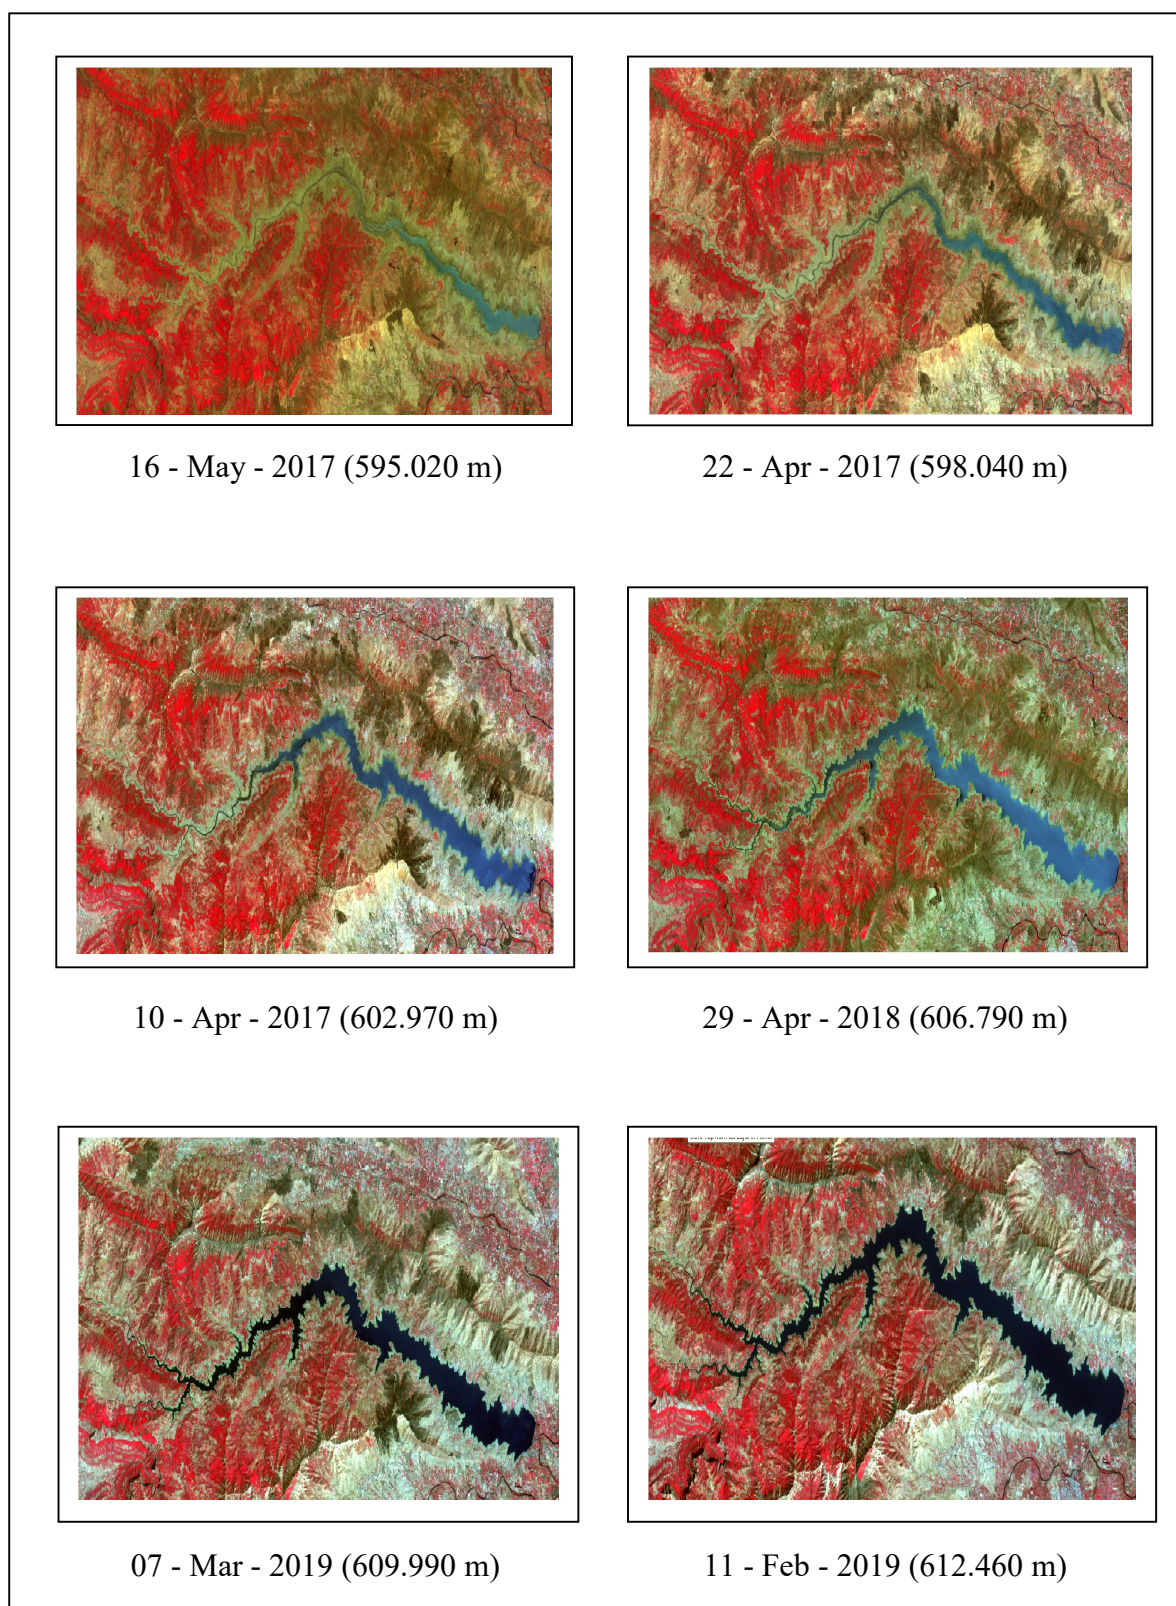 16 - May - 2017 (595.020 m)
22 - Apr - 2017 (598.040 m)
10 - Apr - 2017 (602.970 m)
29 - Apr - 2018 (606.790 m)
07 - Mar - 2019 (609.990 m)
11 - Feb - 2019 (612.460 m)